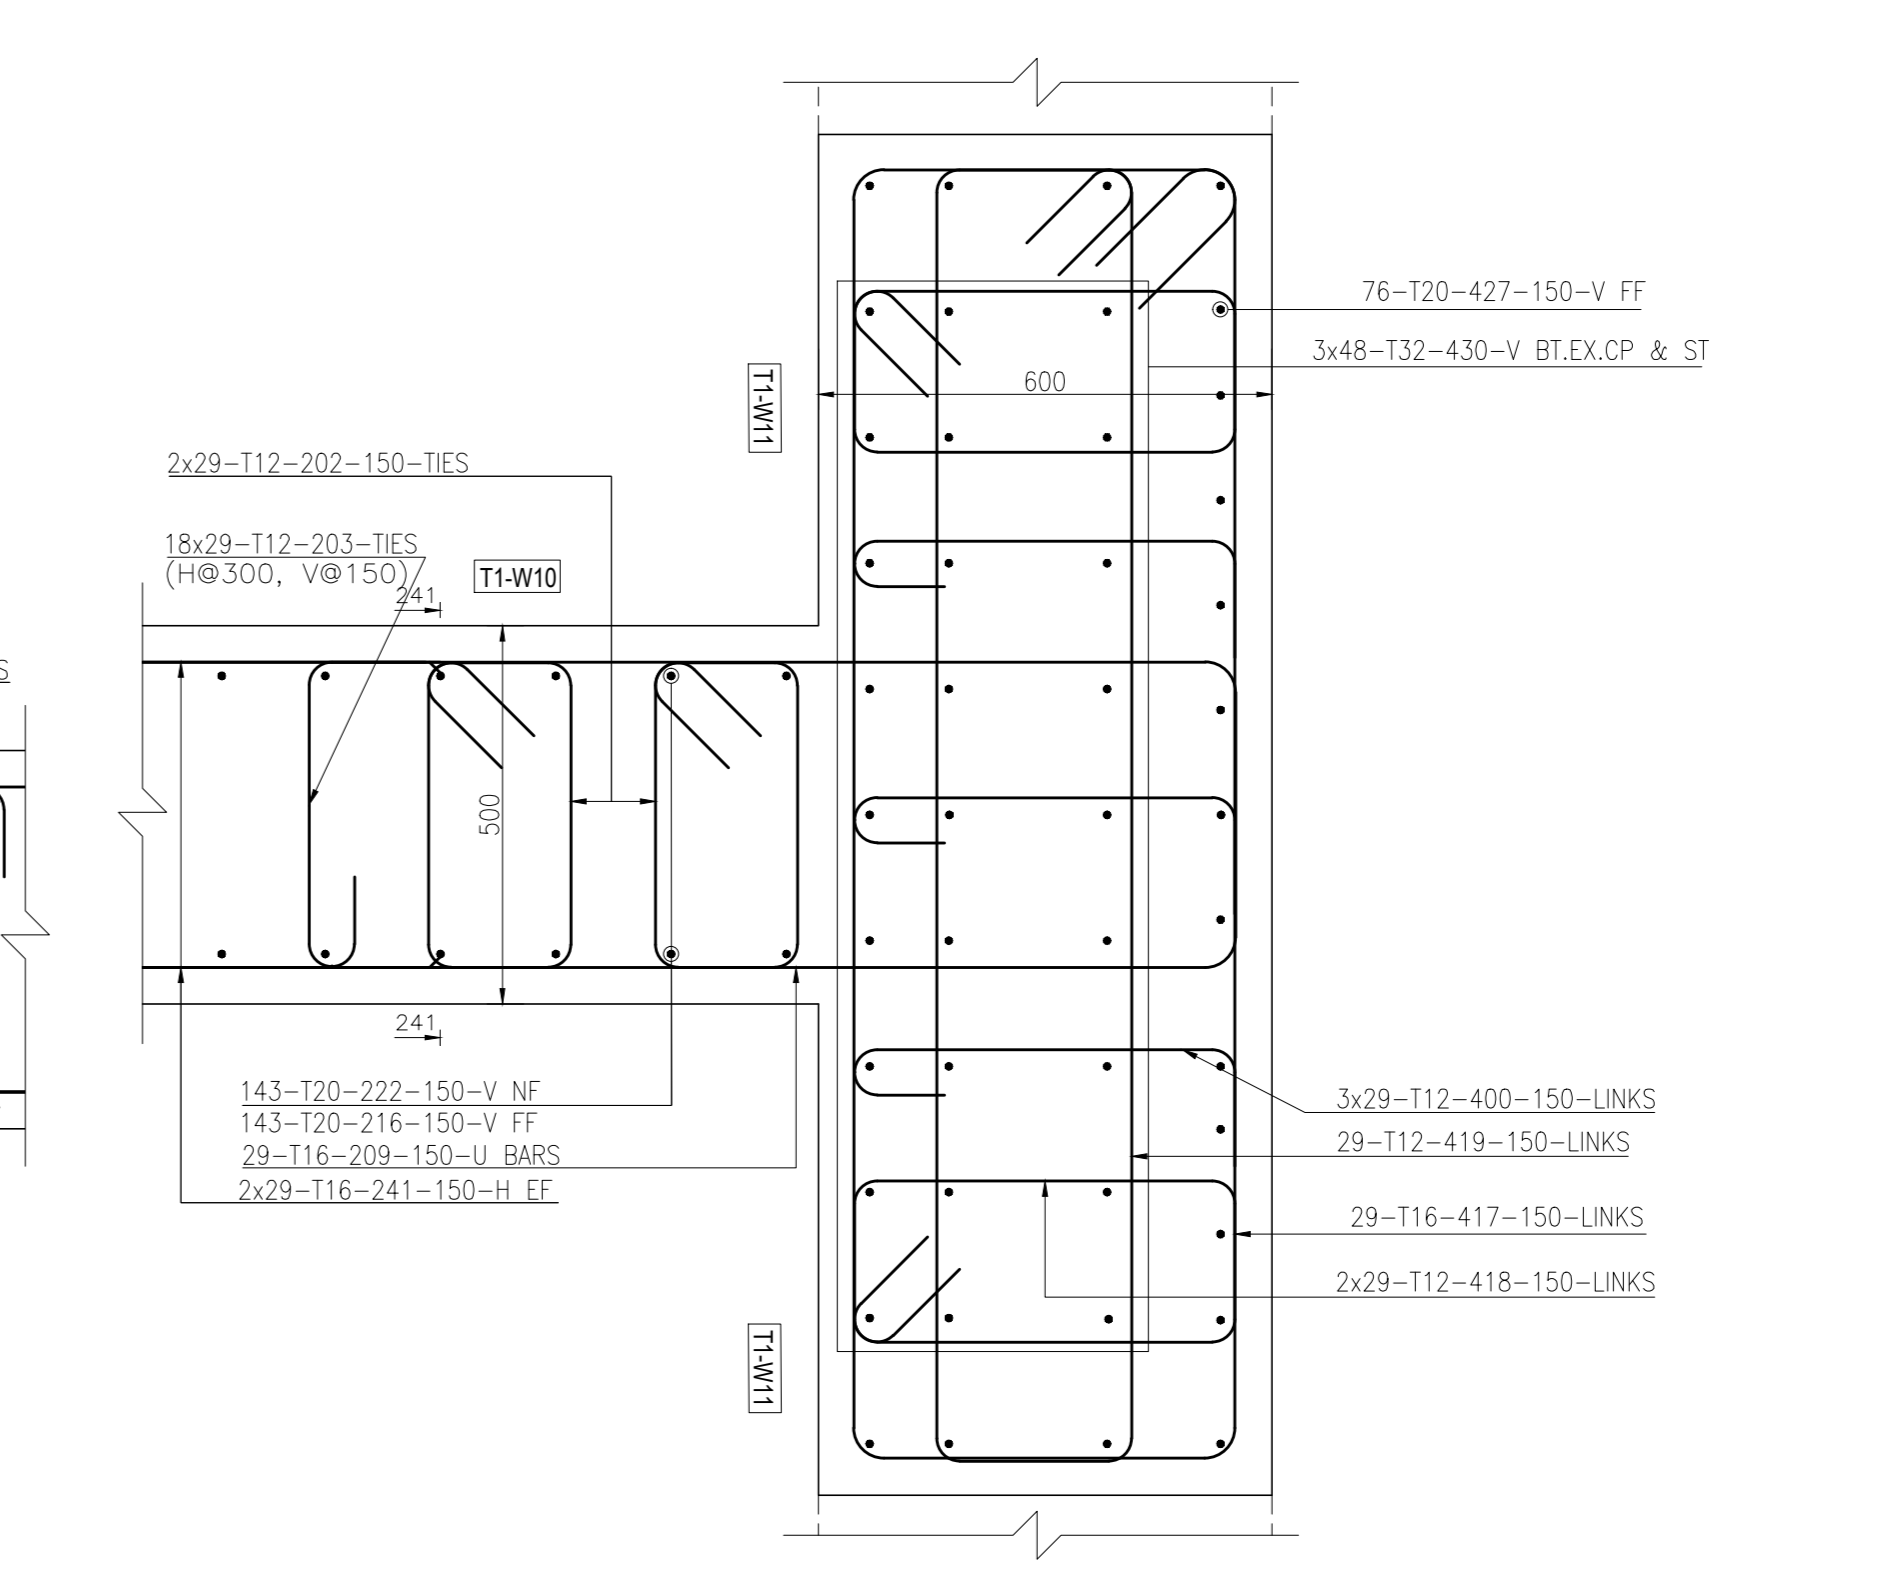 76-T20-427-150-V FF
3x48-T32-430-V BT.EX.CP & ST
600
T1-W11
2x29-T12-202-150-TIES
18x29-T12-203-TIES
(H@300, V@150)
T1-W10
241
500
241
143-T20-222-150-V NF
143-T20-216-150-V FF
29-T16-209-150-U BARS
2x29-T16-241-150-H EF
3x29-T12-400-150-LINKS
29-T12-419-150-LINKS
29-T16-417-150-LINKS
2x29-T12-418-150-LINKS
T1-W11